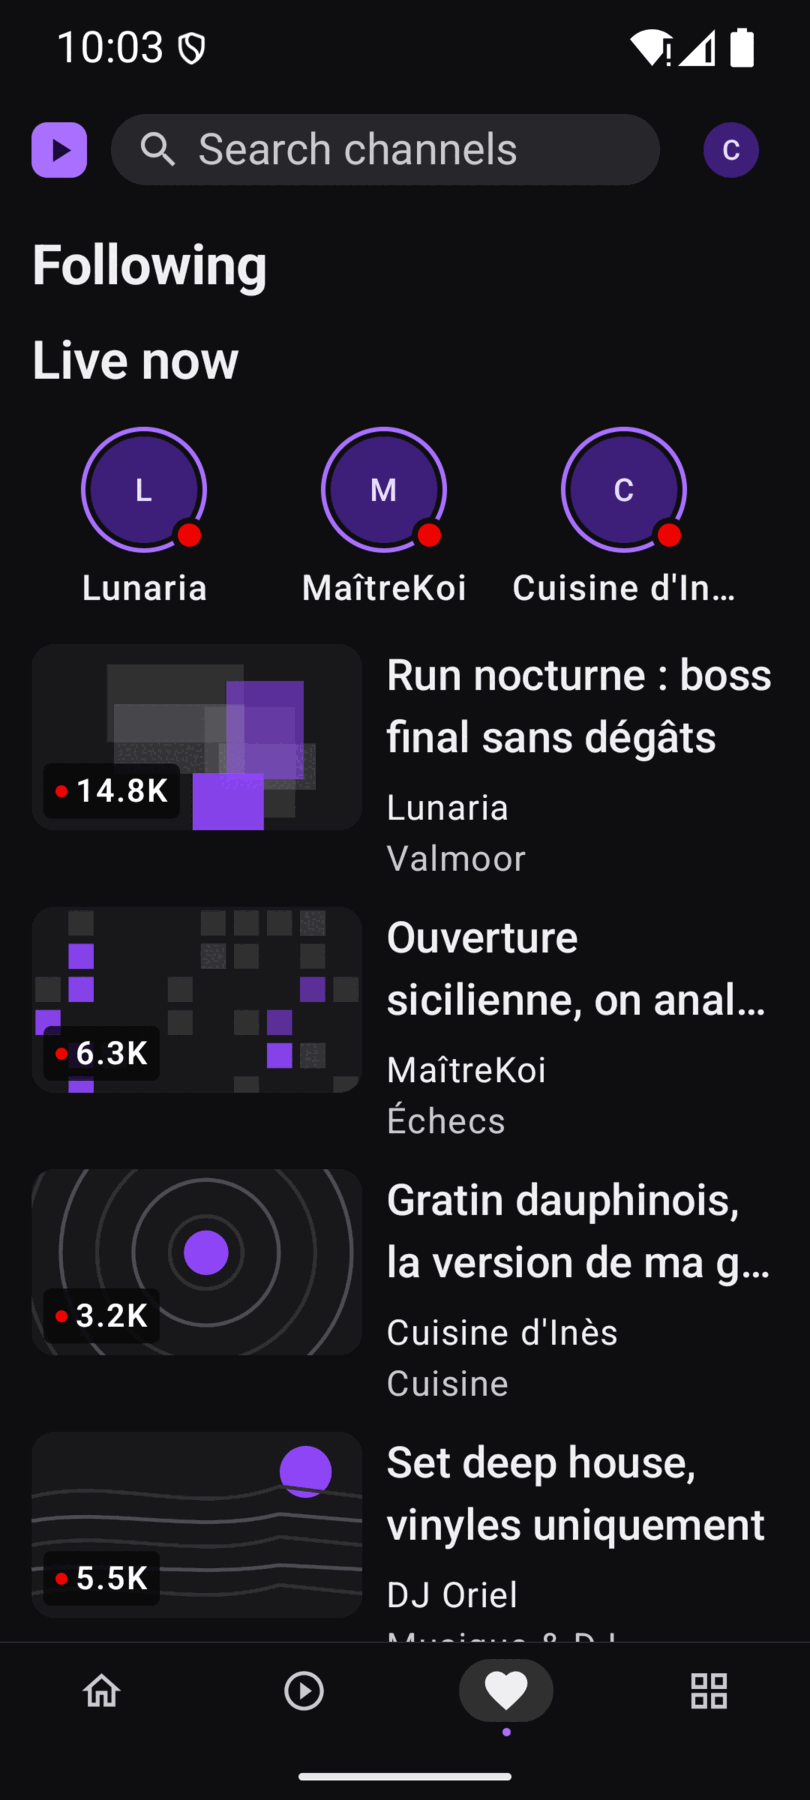 10:03
Search channels
C
Following
Live now
L
M
C
Lunaria
MaîtreKoi
Cuisine d'In…
Run nocturne : boss
final sans dégâts
14.8K
Lunaria
Valmoor
Ouverture
sicilienne, on anal…
6.3K
MaîtreKoi
Échecs
Gratin dauphinois,
la version de ma g…
3.2K
Cuisine d'Inès
Cuisine
Set deep house,
vinyles uniquement
5.5K
DJ Oriel
Musique & DJ